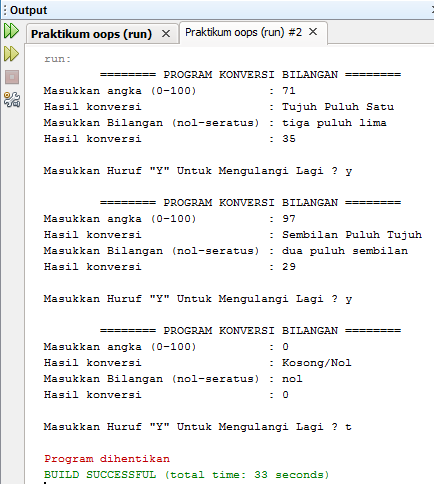 Output
Praktikum oops (run) × Praktikum oops (run) #2 ×
run:
======== PROGRAM KONVERSI BILANGAN ========
Masukkan angka (0-100) : 71
Hasil konversi : Tujuh Puluh Satu
Masukkan Bilangan (nol-seratus) : tiga puluh lima
Hasil konversi : 35
Masukkan Huruf "Y" Untuk Mengulangi Lagi ? y
======== PROGRAM KONVERSI BILANGAN ========
Masukkan angka (0-100) : 97
Hasil konversi : Sembilan Puluh Tujuh
Masukkan Bilangan (nol-seratus) : dua puluh sembilan
Hasil konversi : 29
Masukkan Huruf "Y" Untuk Mengulangi Lagi ? y
======== PROGRAM KONVERSI BILANGAN ========
Masukkan angka (0-100) : 0
Hasil konversi : Kosong/Nol
Masukkan Bilangan (nol-seratus) : nol
Hasil konversi : 0
Masukkan Huruf "Y" Untuk Mengulangi Lagi ? t
Program dihentikan
BUILD SUCCESSFUL (total time: 33 seconds)